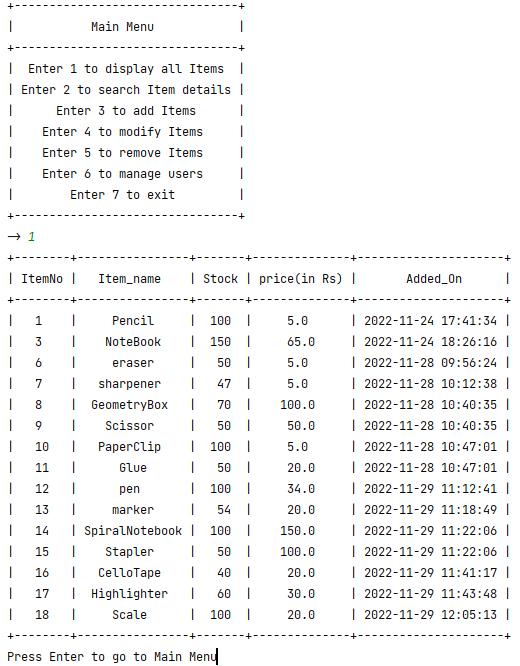 +--------------------------------+
|           Main Menu            |
+--------------------------------+
|  Enter 1 to display all Items  |
| Enter 2 to search Item details |
|      Enter 3 to add Items      |
|    Enter 4 to modify Items     |
|    Enter 5 to remove Items     |
|    Enter 6 to manage users     |
|        Enter 7 to exit         |
+--------------------------------+
→ 1
+--------+----------------+-------+--------------+---------------------+
| ItemNo |   Item_name    | Stock | price(in Rs) |       Added_On      |
+--------+----------------+-------+--------------+---------------------+
|   1    |     Pencil     |  100  |     5.0      | 2022-11-24 17:41:34 |
|   3    |    NoteBook    |  150  |     65.0     | 2022-11-24 18:26:16 |
|   6    |     eraser     |   50  |     5.0      | 2022-11-28 09:56:24 |
|   7    |   sharpener    |   47  |     5.0      | 2022-11-28 10:12:38 |
|   8    |  GeometryBox   |   70  |    100.0     | 2022-11-28 10:40:35 |
|   9    |    Scissor     |   50  |     50.0     | 2022-11-28 10:40:35 |
|   10   |   PaperClip    |  100  |     5.0      | 2022-11-28 10:47:01 |
|   11   |      Glue      |   50  |     20.0     | 2022-11-28 10:47:01 |
|   12   |      pen       |  100  |     34.0     | 2022-11-29 11:12:41 |
|   13   |     marker     |   54  |     20.0     | 2022-11-29 11:18:49 |
|   14   | SpiralNotebook |  100  |    150.0     | 2022-11-29 11:22:06 |
|   15   |    Stapler     |   50  |    100.0     | 2022-11-29 11:22:06 |
|   16   |   CelloTape    |   40  |     20.0     | 2022-11-29 11:41:17 |
|   17   |  Highlighter   |   60  |     30.0     | 2022-11-29 11:43:48 |
|   18   |     Scale      |  100  |     20.0     | 2022-11-29 12:05:13 |
+--------+----------------+-------+--------------+---------------------+
Press Enter to go to Main Menu